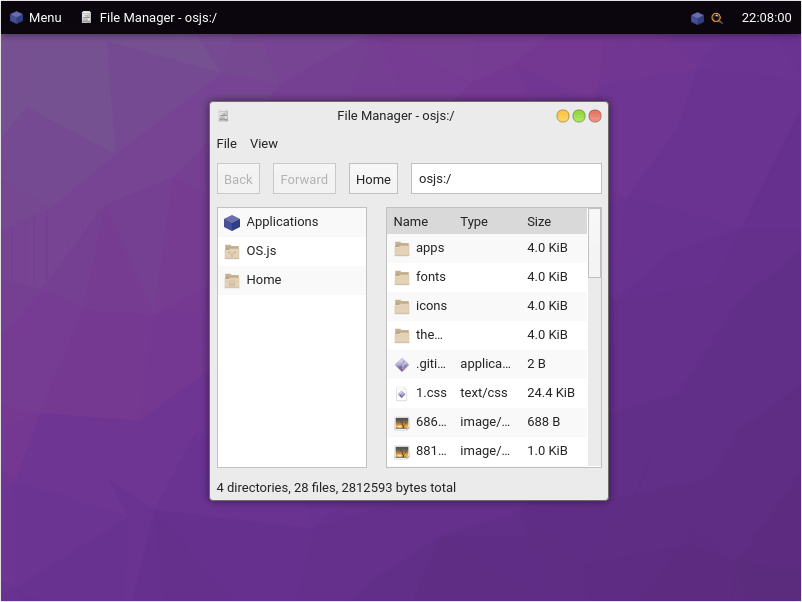 Menu File Manager - osjs:/ 22:08:00
File Manager - osjs:/
File View
Back Forward Home osjs:/
Applications
OS.js
Home
Name Type Size
apps 4.0 KiB
fonts 4.0 KiB
icons 4.0 KiB
the... 4.0 KiB
.giti... applica... 2 B
1.css text/css 24.4 KiB
686... image/... 688 B
881... image/... 1.0 KiB
4 directories, 28 files, 2812593 bytes total